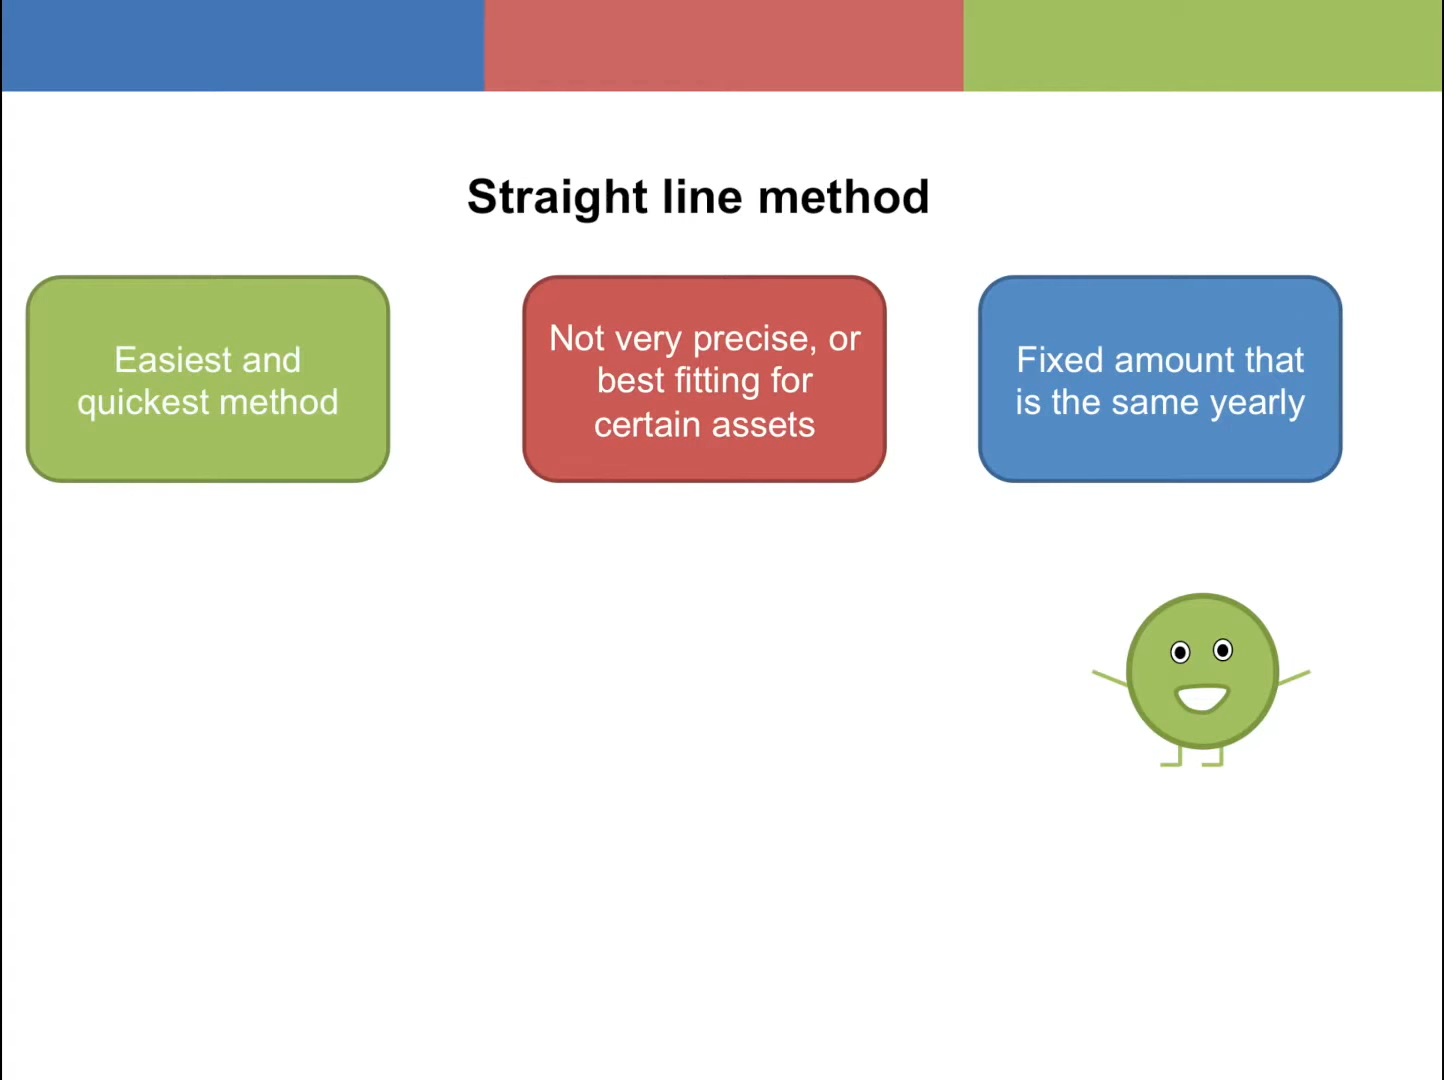 Straight line method
Easiest and
quickest method
Not very precise, or
best fitting for
certain assets
Fixed amount that
is the same yearly